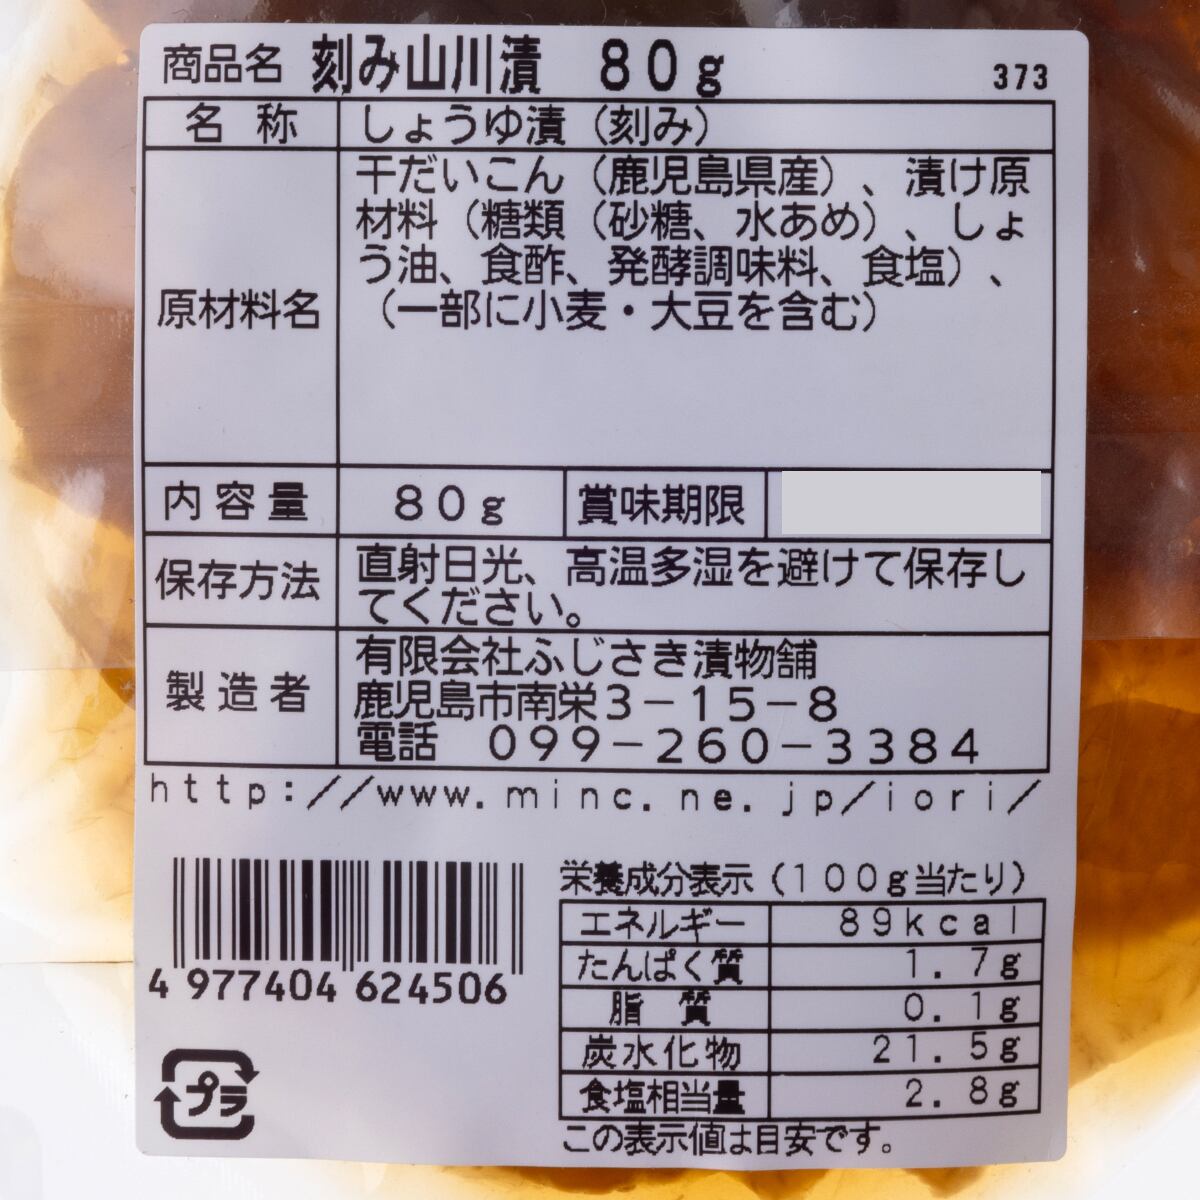 商品名 刻み山川漬 80g 373
名称 しょうゆ漬（刻み）
原材料名 干だいこん（鹿児島県産）、漬け原
材料（糖類（砂糖、水あめ）、しょ
う油、食酢、発酵調味料、食塩）、
（一部に小麦・大豆を含む）
内容量 80g 賞味期限
保存方法 直射日光、高温多湿を避けて保存し
てください。
製造者 有限会社ふじさき漬物舗
鹿児島市南栄3－15－8
電話 099－260－3384
http://www.minc.ne.jp/iori/
4 977404 624506
栄養成分表示（100g当たり）
エネルギー 89kcal
たんぱく質 1.7g
脂質 0.1g
炭水化物 21.5g
食塩相当量 2.8g
この表示値は目安です。
プラ